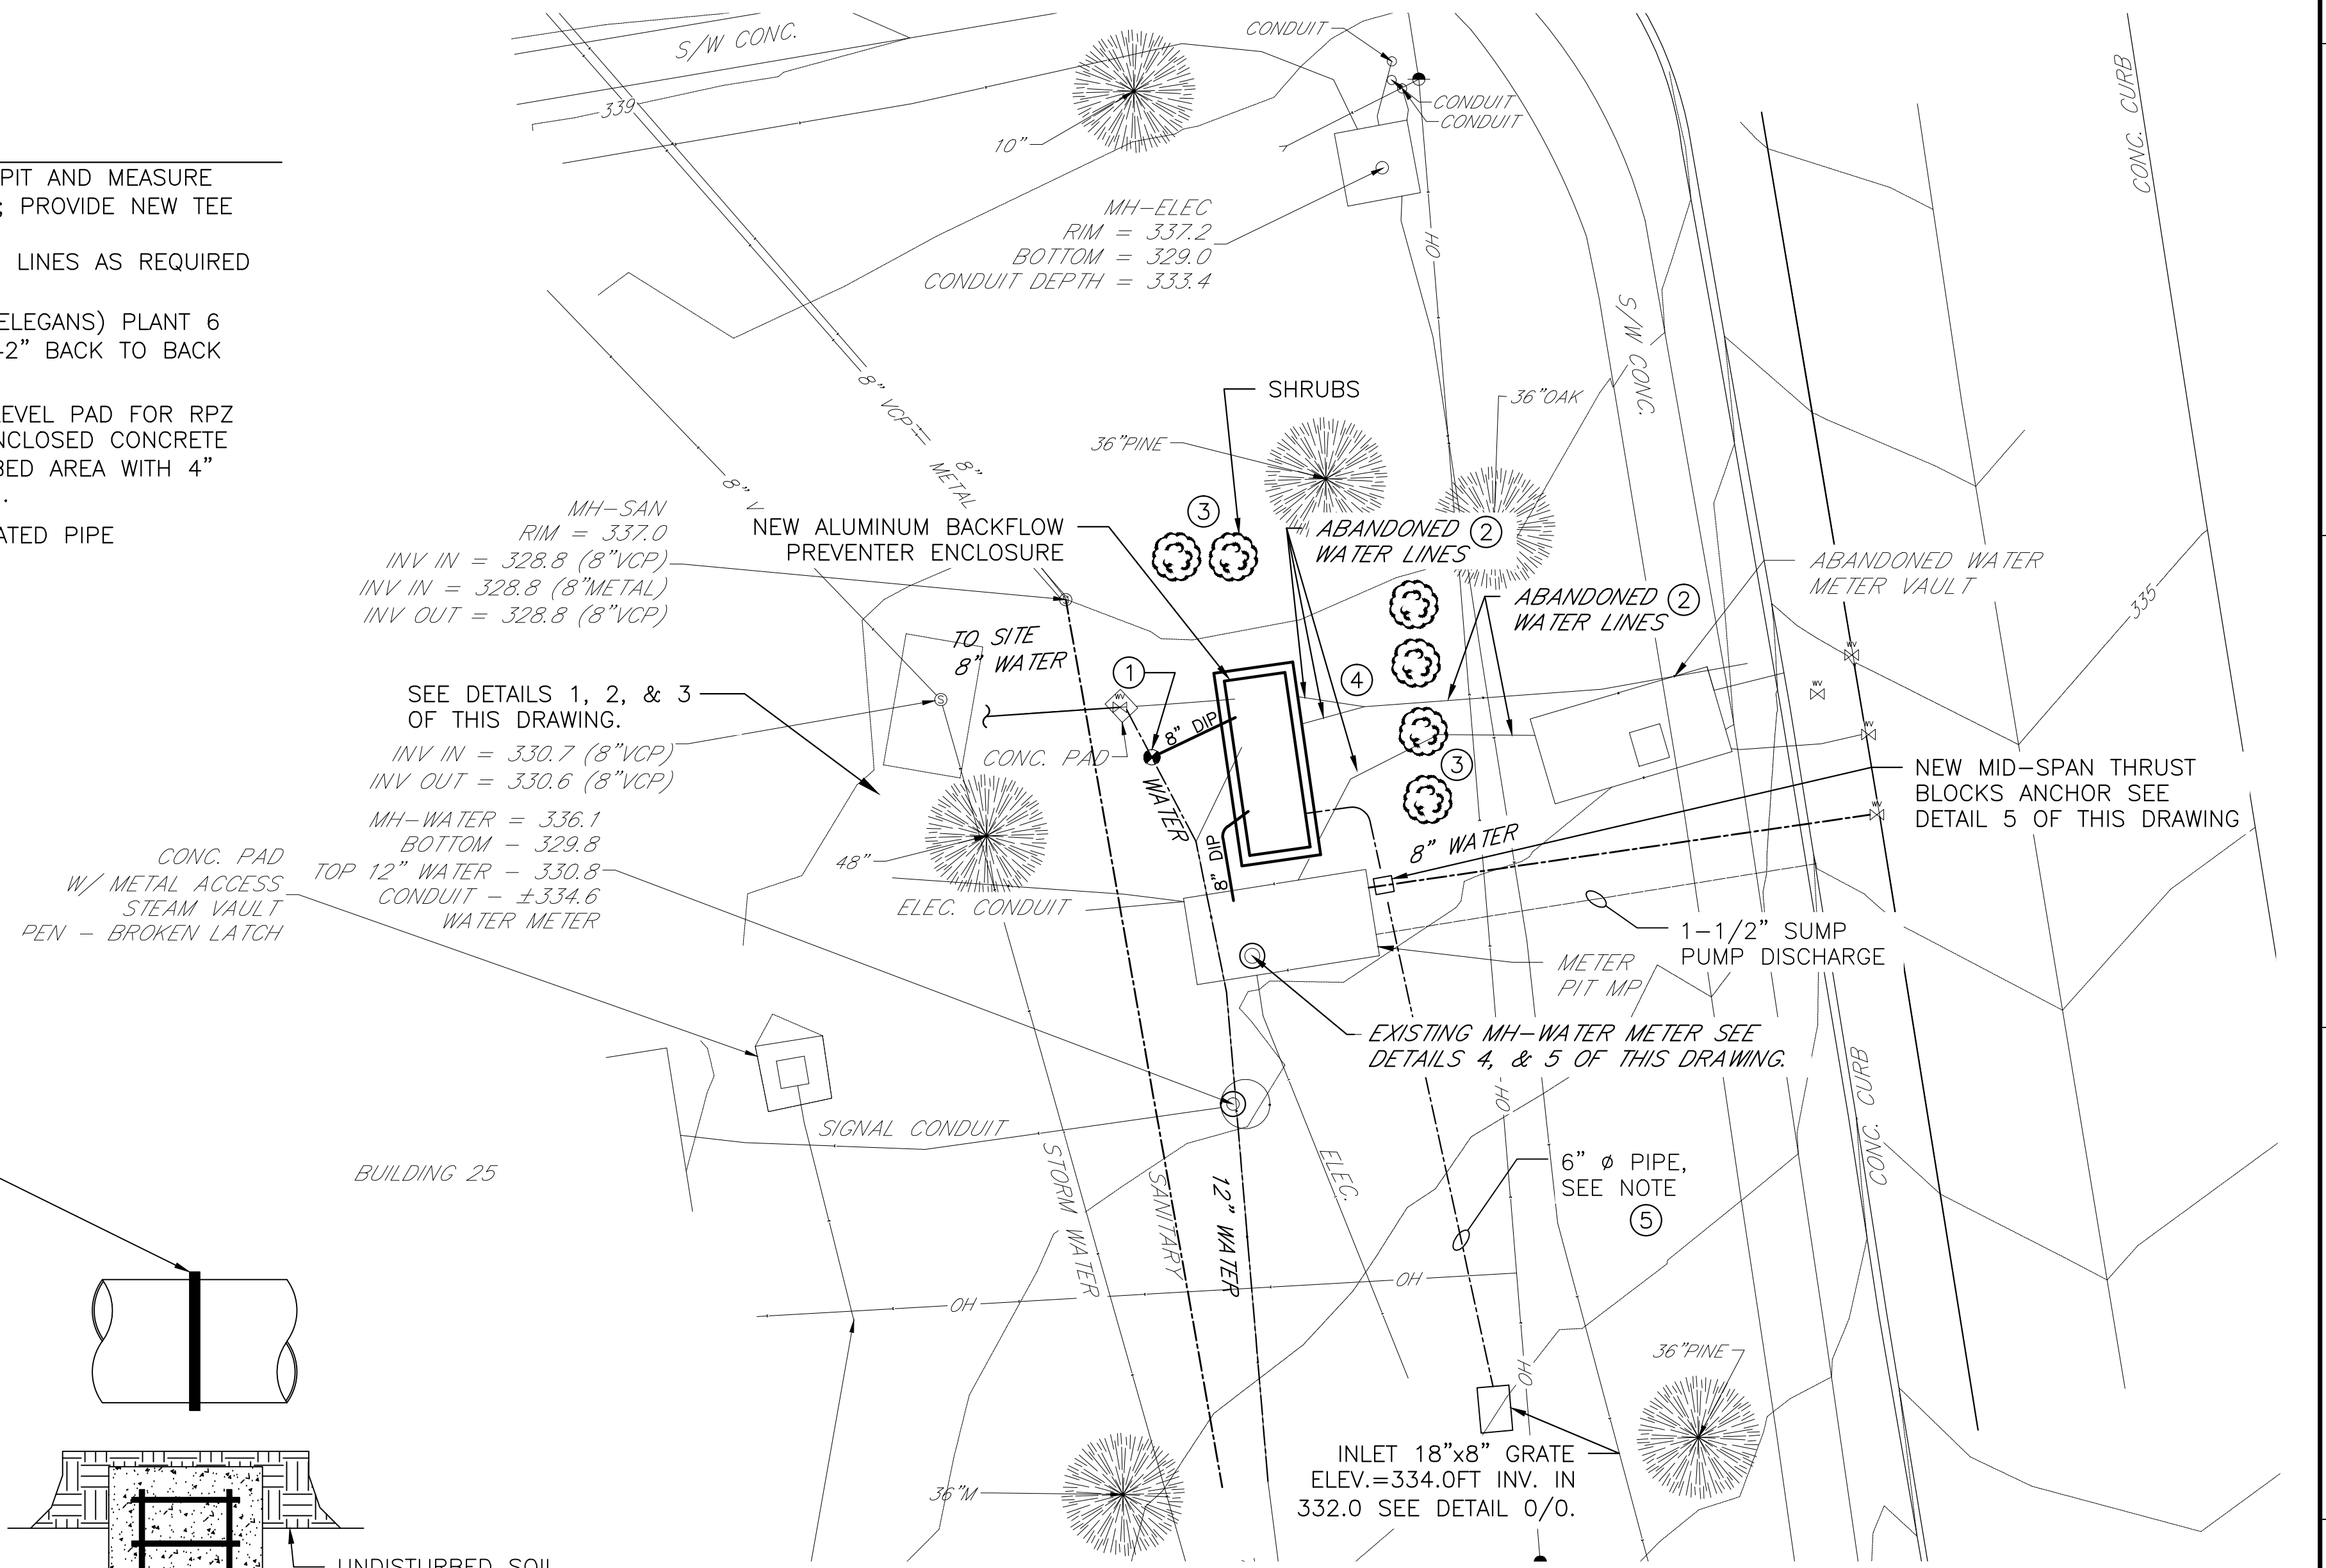 PIT AND MEASURE
; PROVIDE NEW TEE
LINES AS REQUIRED
ELEGANS) PLANT 6
-2" BACK TO BACK
LEVEL PAD FOR RPZ
NCLOSED CONCRETE
BED AREA WITH 4"
.
ATED PIPE
S/W CONC.
339
10"
CONDUIT
CONDUIT
CONDUIT
MH-ELEC
RIM = 337.2
BOTTOM = 329.0
CONDUIT DEPTH = 333.4
OH
S/W CONC.
CONC. CURB
8" VCP
8"
METAL
8" V
SHRUBS
36"PINE
36"OAK
3
MH-SAN
RIM = 337.0
INV IN = 328.8 (8"VCP)
INV IN = 328.8 (8"METAL)
INV OUT = 328.8 (8"VCP)
NEW ALUMINUM BACKFLOW
PREVENTER ENCLOSURE
ABANDONED 2
WATER LINES
ABANDONED 2
WATER LINES
ABANDONED WATER
METER VAULT
335
TO SITE
8" WATER
1
4
S
WV
WV
WV
WV
WV
SEE DETAILS 1, 2, & 3
OF THIS DRAWING.
S
INV IN = 330.7 (8"VCP)
INV OUT = 330.6 (8"VCP)
CONC. PAD
8" DIP
WATER
3
NEW MID-SPAN THRUST
BLOCKS ANCHOR SEE
DETAIL 5 OF THIS DRAWING
MH-WATER = 336.1
BOTTOM - 329.8
TOP 12" WATER - 330.8
CONDUIT - ±334.6
WATER METER
CONC. PAD
W/ METAL ACCESS
STEAM VAULT
PEN - BROKEN LATCH
48"
8" DIP
8" WATER
ELEC. CONDUIT
1-1/2" SUMP
PUMP DISCHARGE
METER
PIT MP
EXISTING MH-WATER METER SEE
DETAILS 4, & 5 OF THIS DRAWING.
OH
CONC. CURB
SIGNAL CONDUIT
BUILDING 25
STORM WATER
SANITARY
12" WATER
ELEC.
6" ø PIPE,
SEE NOTE
5
OH
OH
OH
36"PINE
INLET 18"x8" GRATE
ELEV.=334.0FT INV. IN
332.0 SEE DETAIL 0/0.
36"M
UNDISTURBED SOIL